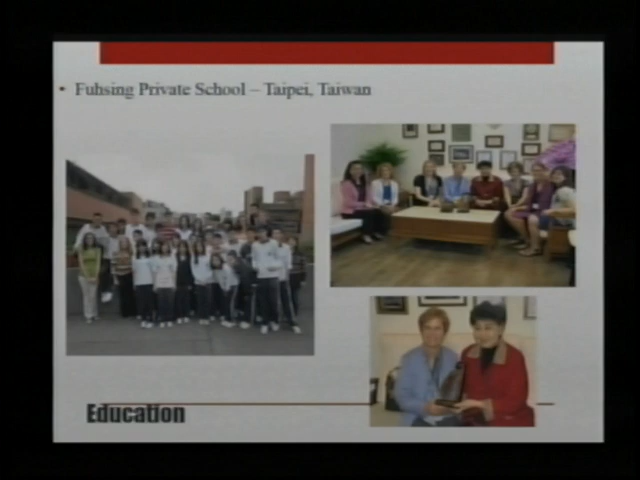 • Fuhsing Private School – Taipei, Taiwan
Education